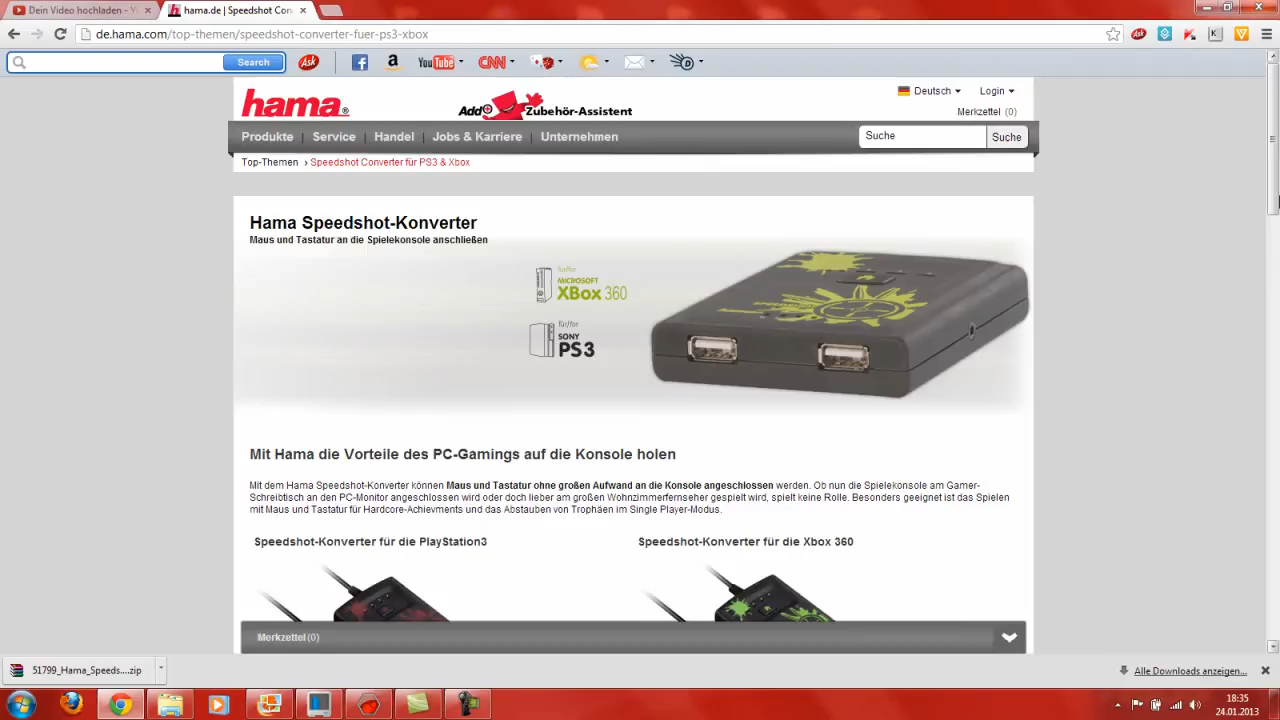 Dein Video hochladen - Y
hama.de | Speedshot Con
de.hama.com/top-themen/speedshot-converter-fuer-ps3-xbox
Search
Ask
YouTube
CNN
hama®
Add+
Zubehör-Assistent
Deutsch
Login
Merkzettel (0)
Produkte
Service
Handel
Jobs & Karriere
Unternehmen
Suche
Suche
Top-Themen › Speedshot Converter für PS3 & Xbox
Hama Speedshot-Konverter
Maus und Tastatur an die Spielekonsole anschließen
für/for
MICROSOFT
XBox 360
für/for
SONY
PS3
Mit Hama die Vorteile des PC-Gamings auf die Konsole holen
Mit dem Hama Speedshot-Konverter können Maus und Tastatur ohne großen Aufwand an die Konsole angeschlossen werden. Ob nun die Spielekonsole am Gamer-
Schreibtisch an den PC-Monitor angeschlossen wird oder doch lieber am großen Wohnzimmerfernseher gespielt wird, spielt keine Rolle. Besonders geeignet ist das Spielen
mit Maus und Tastatur für Hardcore-Achievments und das Abstauben von Trophäen im Single Player-Modus.
Speedshot-Konverter für die PlayStation3
Speedshot-Konverter für die Xbox 360
Merkzettel (0)
51799_Hama_Speeds....zip
Alle Downloads anzeigen...
18:35
24.01.2013